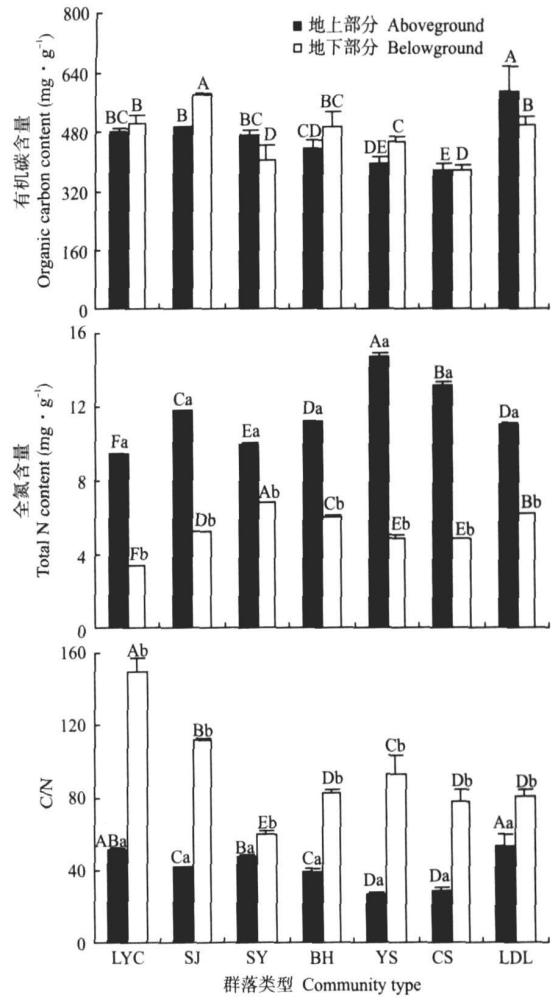 800
640
480
320
160
0
有机碳含量
Organic carbon content (mg·g⁻¹)
■地上部分 Aboveground
□地下部分 Belowground
BC B
B A
BC D
CD BC
DE C
E D
A B
16
12
8
4
0
全氮含量
Total N content (mg·g⁻¹)
Fa Fb
Ca Db
Ea Ab
Da Cb
Aa Eb
Ba Eb
Da Bb
160
120
80
40
0
C/N
ABa Ab
Ca Bb
Ba Eb
Ca Db
Da Cb
Da Db
Aa Db
LYC SJ SY BH YS CS LDL
群落类型 Community type